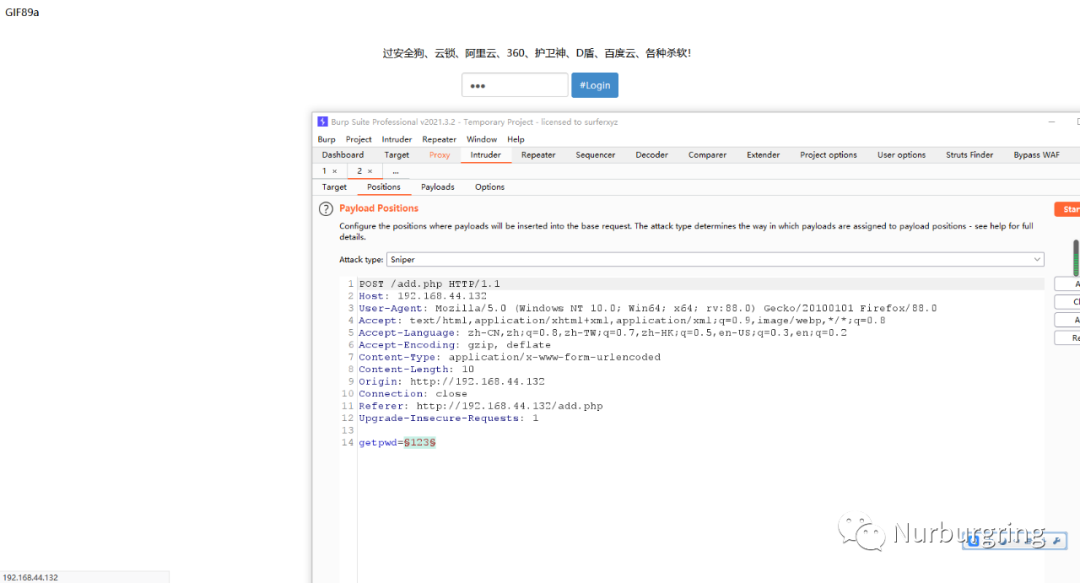 GIF89a
过安全狗、云锁、阿里云、360、护卫神、D盾、百度云、各种杀软!
••• #Login
Burp Suite Professional v2021.3.2 - Temporary Project - licensed to surferxyz
Burp Project Intruder Repeater Window Help
Dashboard Target Proxy Intruder Repeater Sequencer Decoder Comparer Extender Project options User options Struts Finder Bypass WAF
1 × 2 × ...
Target Positions Payloads Options
? Payload Positions
Star
Configure the positions where payloads will be inserted into the base request. The attack type determines the way in which payloads are assigned to payload positions - see help for full
details.
Attack type: Sniper
1 POST /add.php HTTP/1.1
2 Host: 192.168.44.132
3 User-Agent: Mozilla/5.0 (Windows NT 10.0; Win64; x64; rv:88.0) Gecko/20100101 Firefox/88.0
4 Accept: text/html,application/xhtml+xml,application/xml;q=0.9,image/webp,*/*;q=0.8
5 Accept-Language: zh-CN,zh;q=0.8,zh-TW;q=0.7,zh-HK;q=0.5,en-US;q=0.3,en;q=0.2
6 Accept-Encoding: gzip, deflate
7 Content-Type: application/x-www-form-urlencoded
8 Content-Length: 10
9 Origin: http://192.168.44.132
10 Connection: close
11 Referer: http://192.168.44.132/add.php
12 Upgrade-Insecure-Requests: 1
13
14 getpwd=§123§
Nurburgring
192.168.44.132